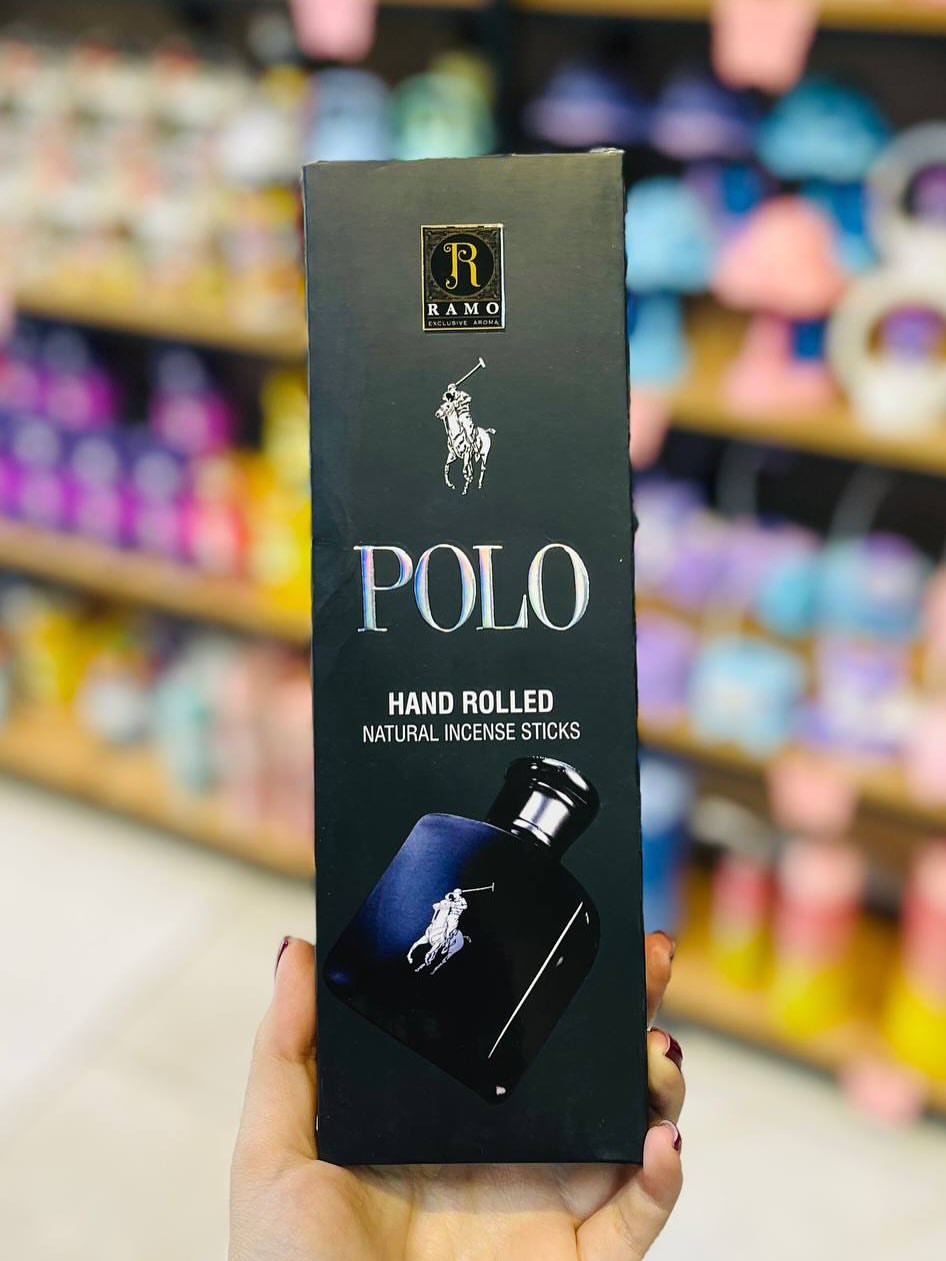 R
RAMO
EXCLUSIVE AROMA
POLO
HAND ROLLED
NATURAL INCENSE STICKS